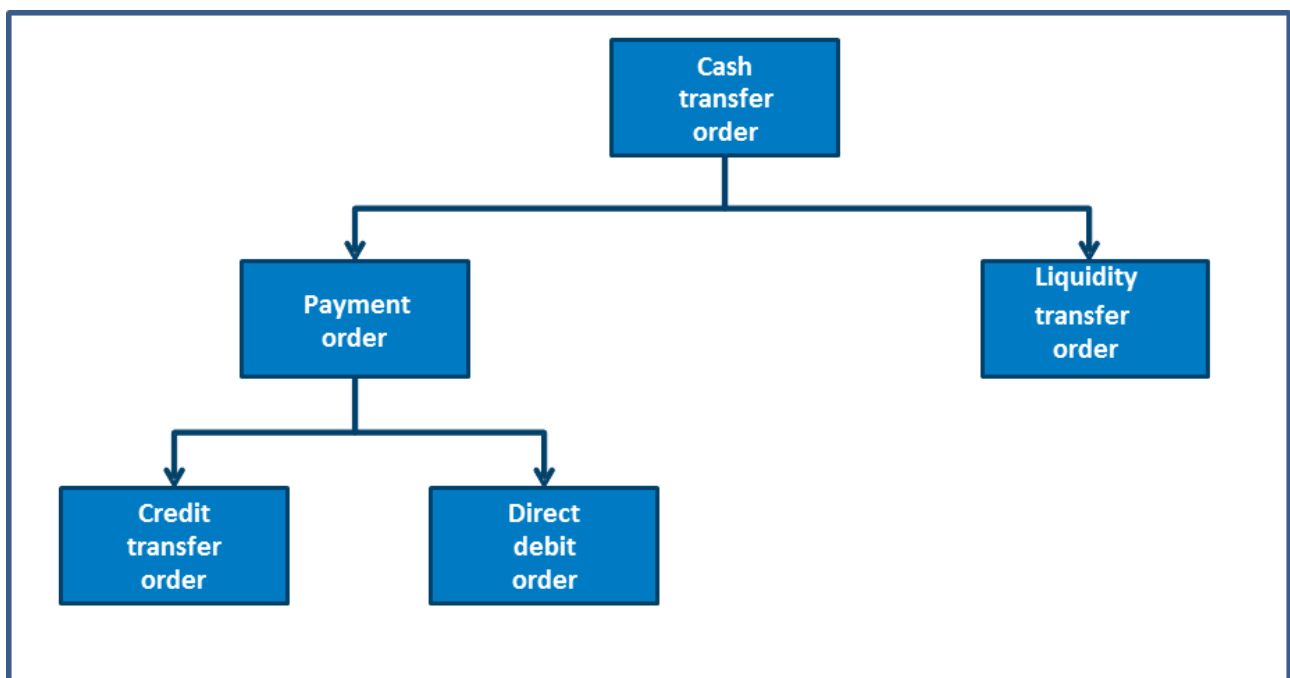 Cash
transfer
order
Payment
order
Liquidity
transfer
order
Credit
transfer
order
Direct
debit
order